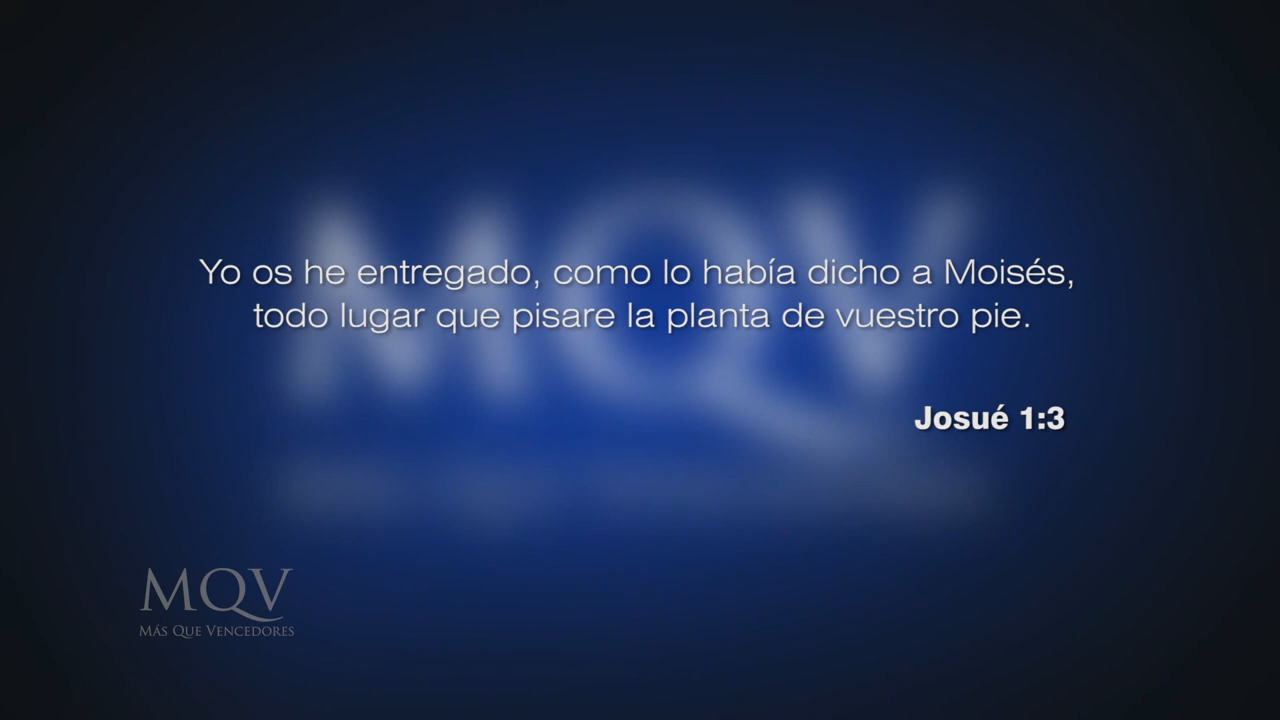 MQV
Yo os he entregado, como lo había dicho a Moisés,
todo lugar que pisare la planta de vuestro pie.
Josué 1:3
MQV
MÁS QUE VENCEDORES